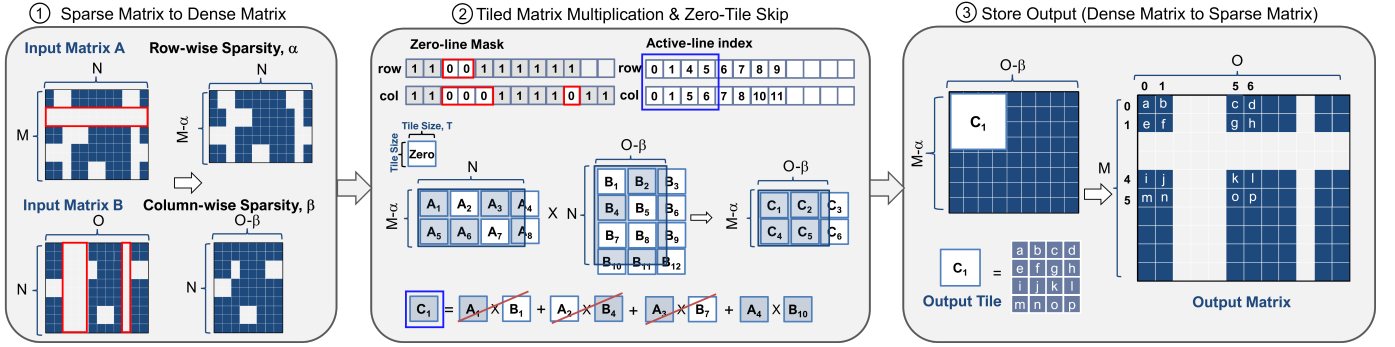 ① Sparse Matrix to Dense Matrix
Input Matrix A
Row-wise Sparsity, α
N
N
M
M-α
Input Matrix B
Column-wise Sparsity, β
O
O-β
N
N
② Tiled Matrix Multiplication & Zero-Tile Skip
Zero-line Mask
Active-line index
row 1 1 0 0 1 1 1 1 1 1
row 0 1 4 5 6 7 8 9
col 1 1 0 0 0 1 1 1 1 0 1 1
col 0 1 5 6 7 8 10 11
Tile Size, T
Tile Size
Zero
N
O-β
O-β
M-α
A1 A2 A3 A4
A5 A6 A7 A8
X
N
B1 B2 B3
B4 B5 B6
B7 B8 B9
B10 B11 B12
M-α
C1 C2 C3
C4 C5 C6
C1 = A1 X B1 + A2 X B4 + A3 X B7 + A4 X B10
③ Store Output (Dense Matrix to Sparse Matrix)
O-β
M-α
C1
O
0 1 5 6
M
0 a b c d
1 e f g h
4 i j k l
5 m n o p
C1 =
a b c d
e f g h
i j k l
m n o p
Output Tile
Output Matrix